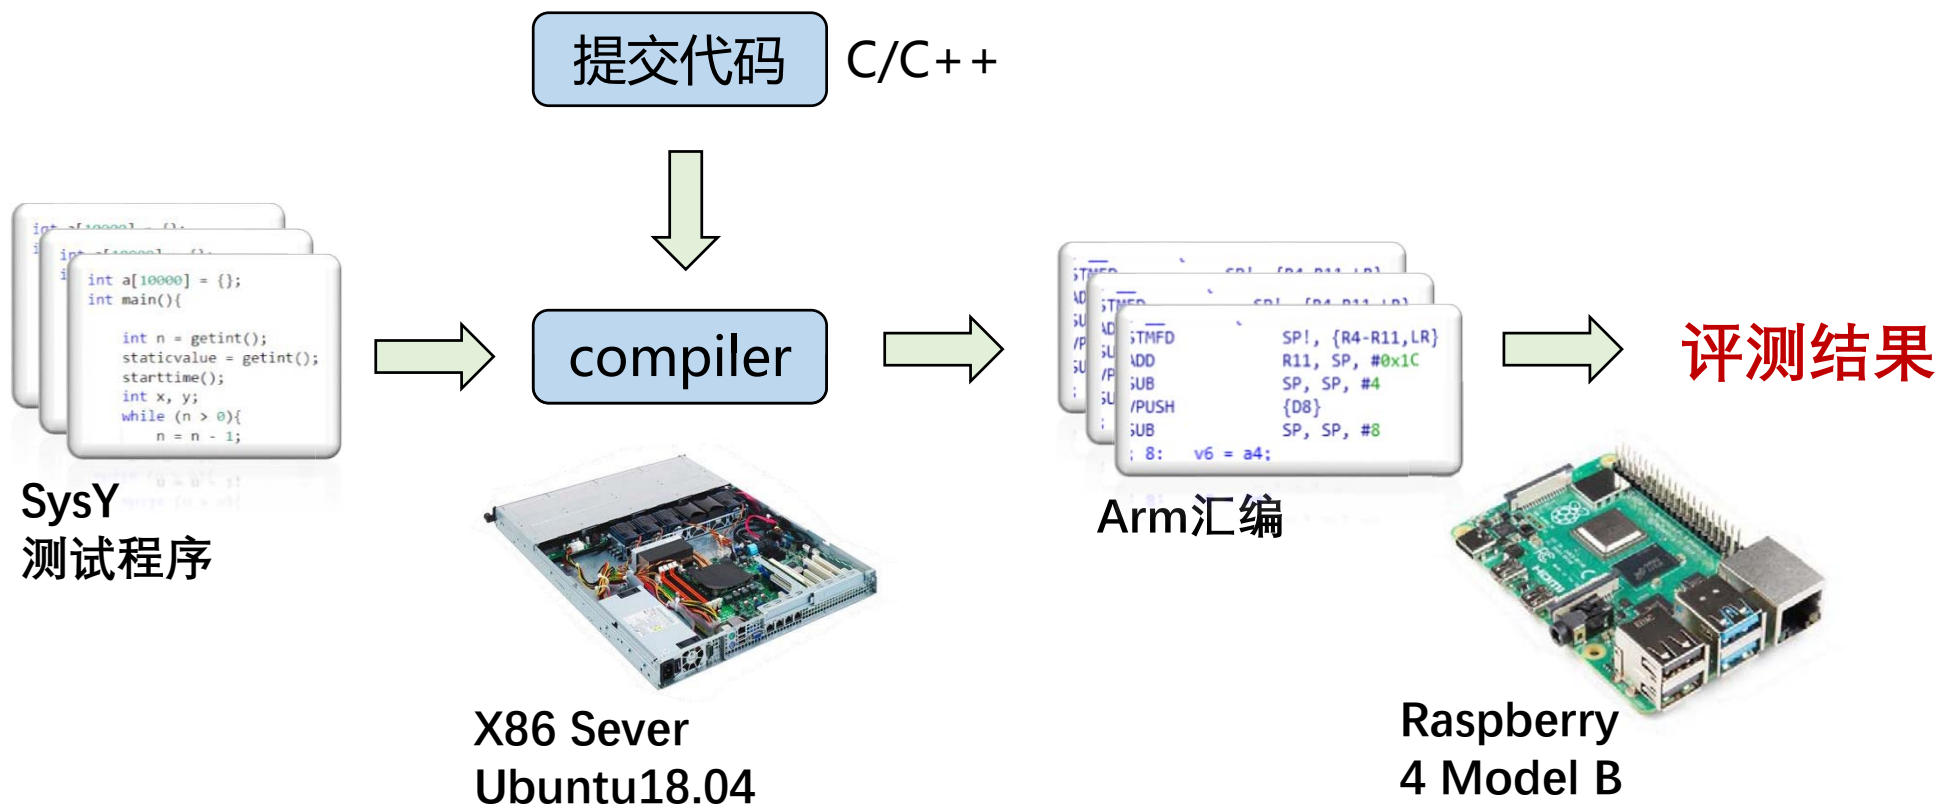 提交代码
C/C++
int a[10000] = {};
int main(){
int n = getint();
staticvalue = getint();
starttime();
int x, y;
while (n > 0){
n = n - 1;
SysY
测试程序
compiler
X86 Sever
Ubuntu18.04
STMFD SP!, {R4-R11,LR}
ADD R11, SP, #0x1C
SUB SP, SP, #4
VPUSH {D8}
SUB SP, SP, #8
; 8: v6 = a4;
Arm汇编
评测结果
Raspberry
4 Model B